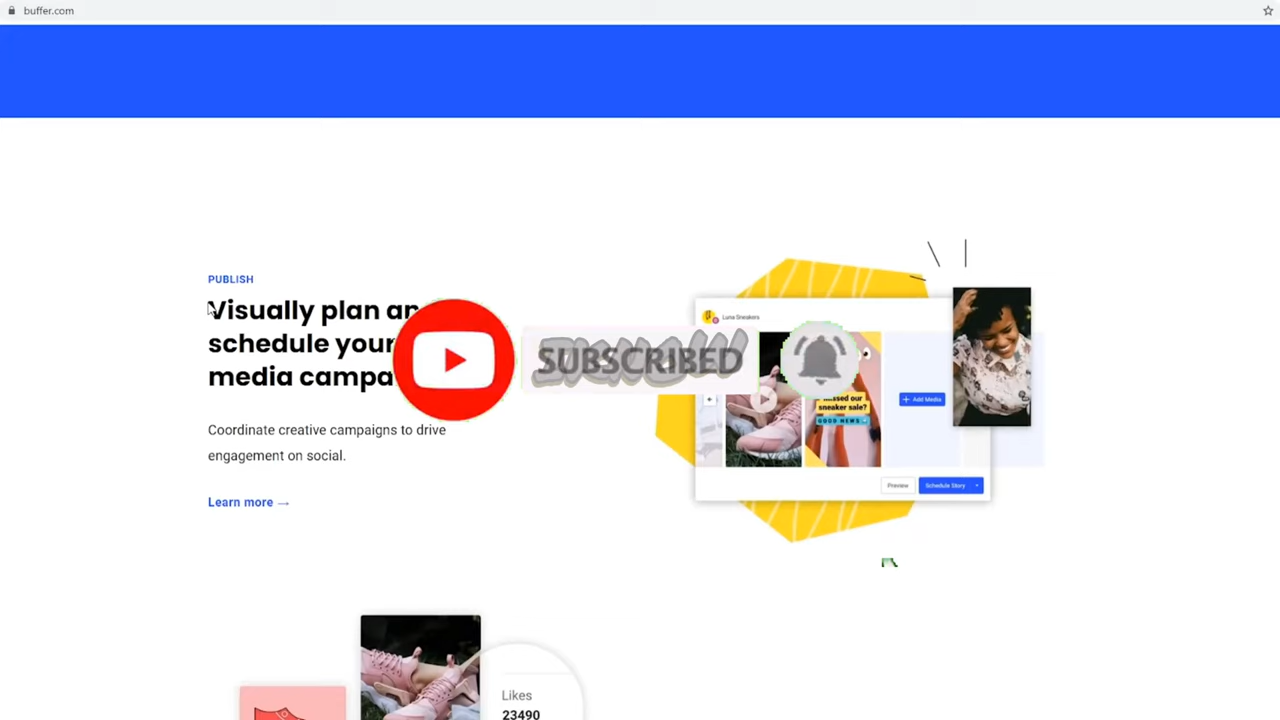 buffer.com
PUBLISH
Visually plan an
schedule your
media campa
Coordinate creative campaigns to drive
engagement on social.
Learn more →
SUBSCRIBED
Luna Sneakers
missed our
sneaker sale?
GOOD NEWS
+ Add Media
Preview
Schedule Story
Likes
23490